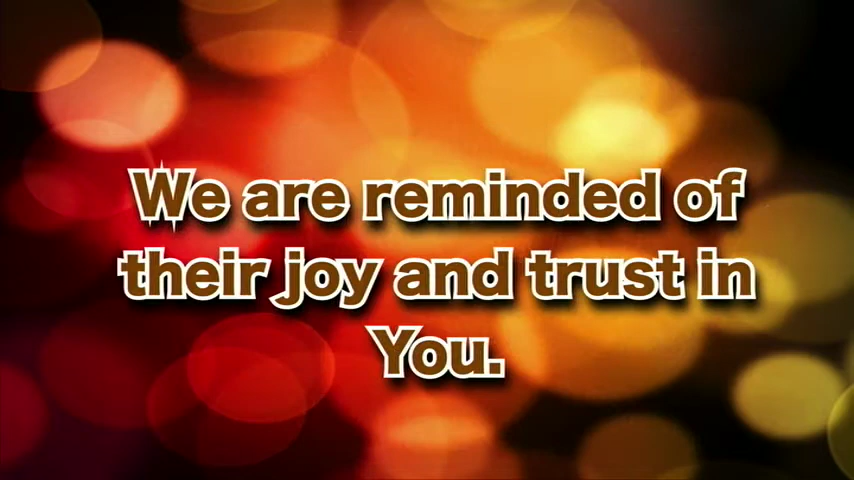 We are reminded of
their joy and trust in
You.